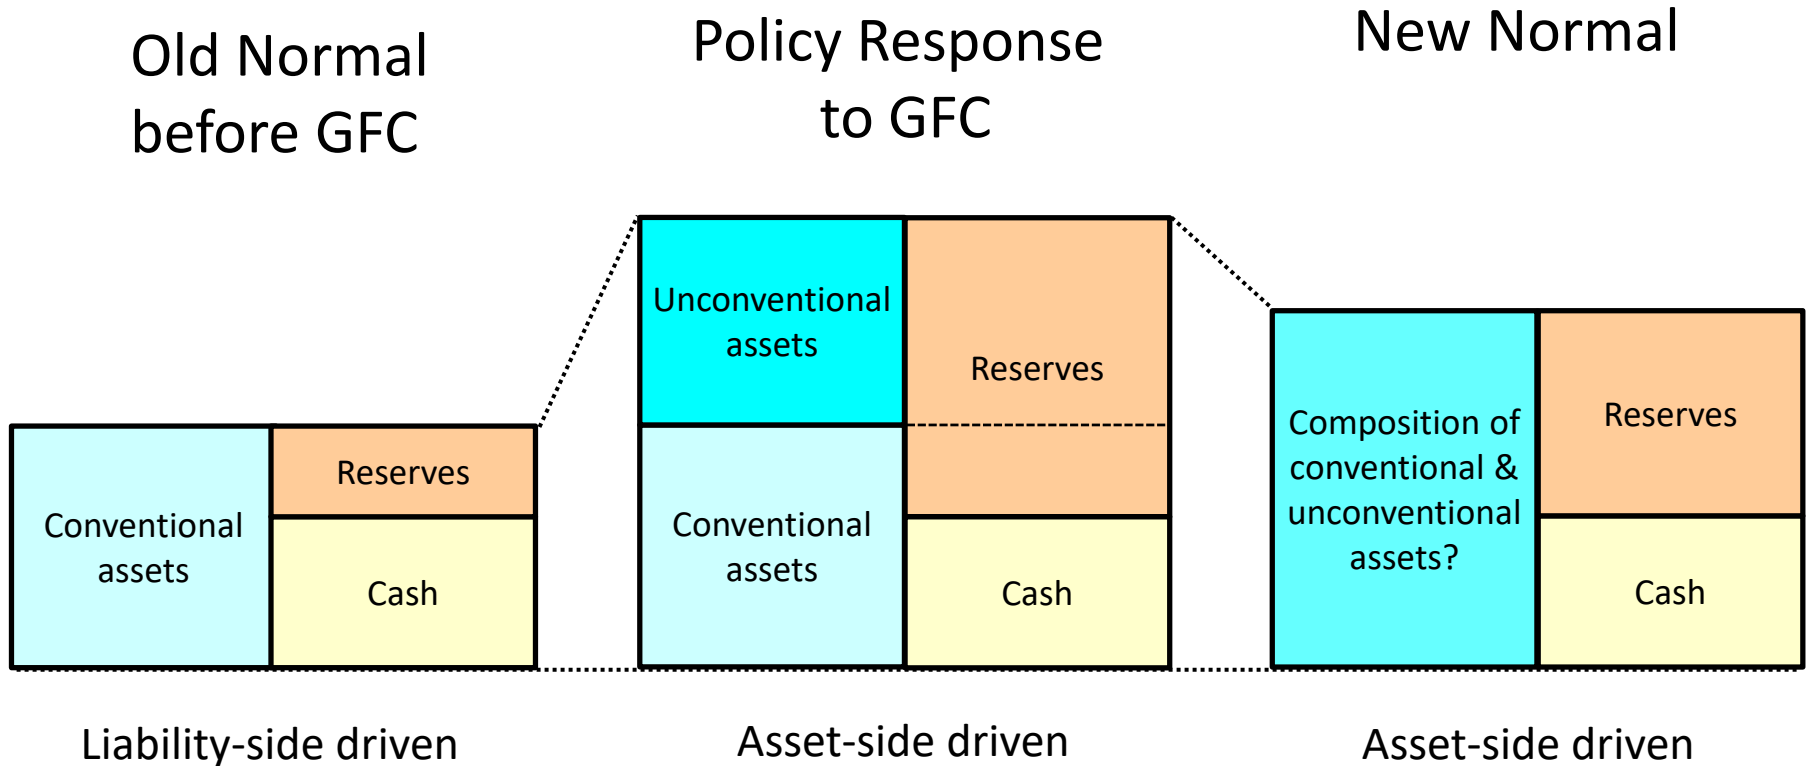 Old Normal
before GFC
Policy Response
to GFC
New Normal
Conventional
assets
Reserves
Cash
Liability-side driven
Unconventional
assets
Conventional
assets
Reserves
Cash
Asset-side driven
Composition of
conventional &
unconventional
assets?
Reserves
Cash
Asset-side driven